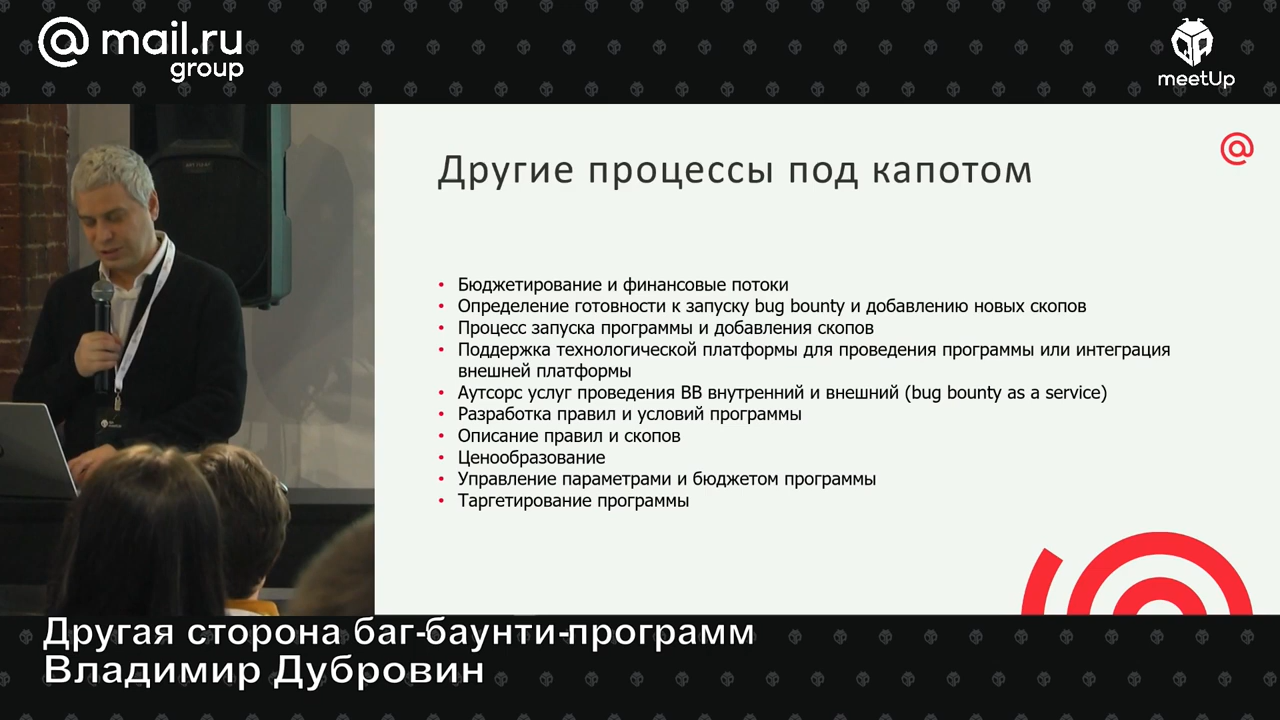 @mail.ru
group
QA
meetUp
Другие процессы под капотом
• Бюджетирование и финансовые потоки
• Определение готовности к запуску bug bounty и добавлению новых скопов
• Процесс запуска программы и добавления скопов
• Поддержка технологической платформы для проведения программы или интеграция
внешней платформы
• Аутсорс услуг проведения BB внутренний и внешний (bug bounty as a service)
• Разработка правил и условий программы
• Описание правил и скопов
• Ценообразование
• Управление параметрами и бюджетом программы
• Таргетирование программы
Другая сторона баг-баунти-программ
Владимир Дубровин